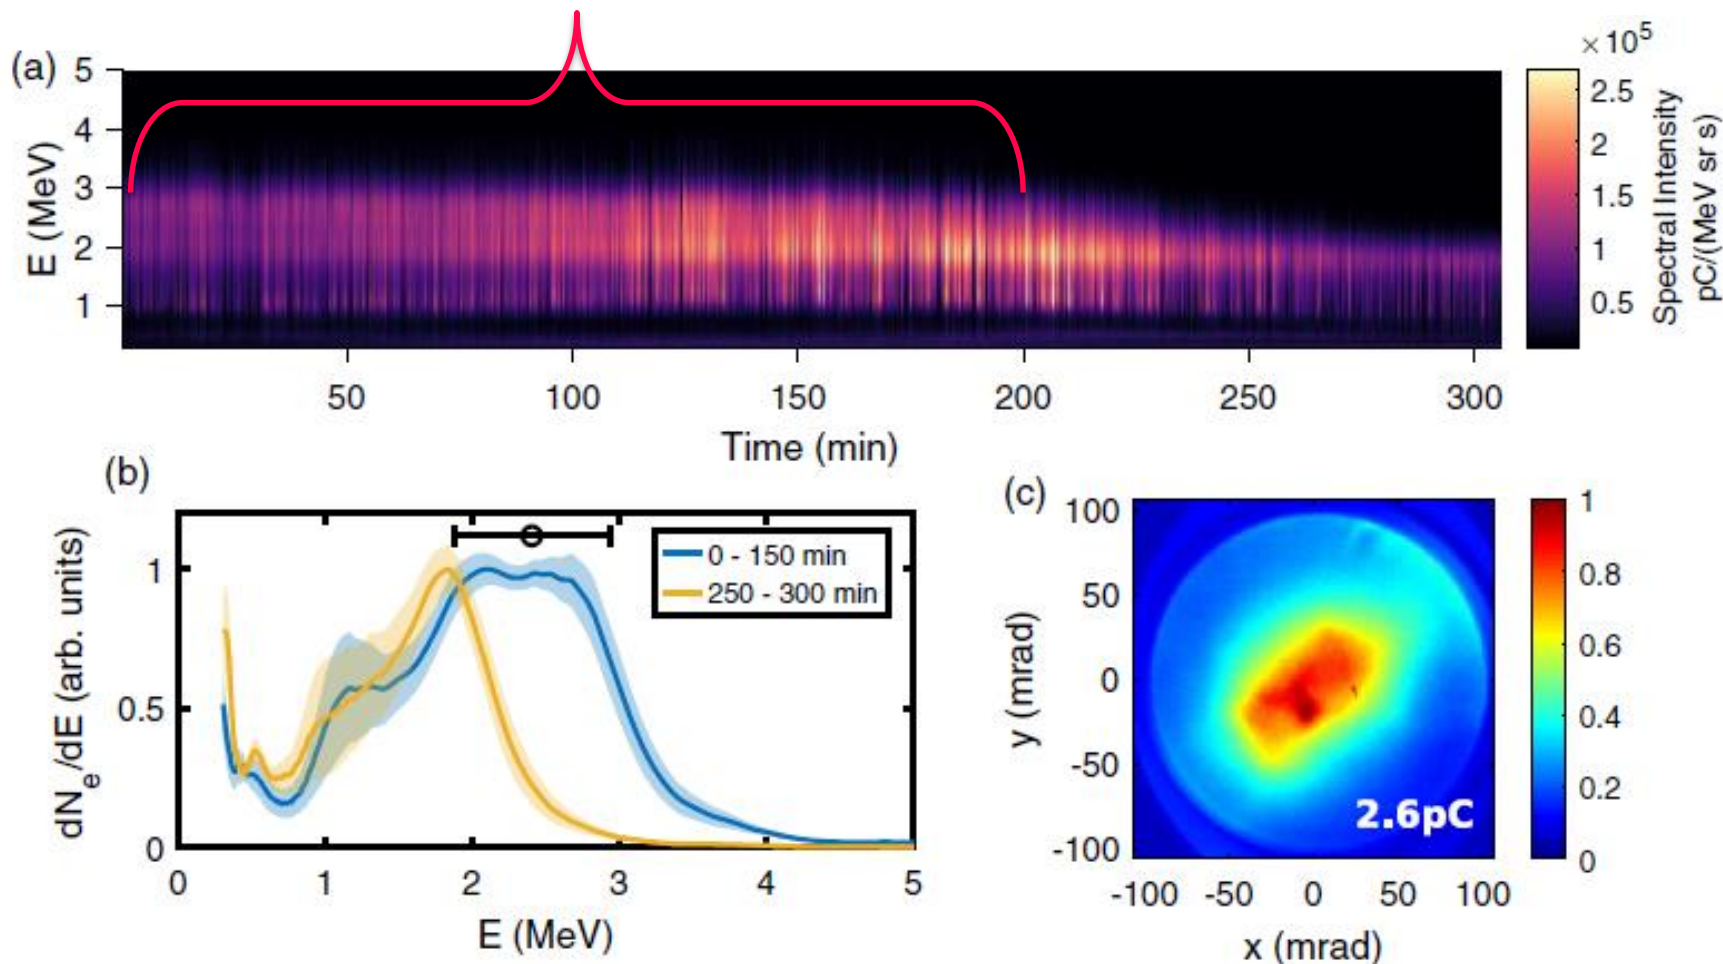 (a)
5
4
3
2
1
E (MeV)
50 100 150 200 250 300
Time (min)
×10⁵
2.5
2
1.5
1
0.5
Spectral Intensity
pC/(MeV sr s)
(b)
1
0.5
0
dNₑ/dE (arb. units)
0 - 150 min
250 - 300 min
0 1 2 3 4 5
E (MeV)
(c)
100
50
0
-50
-100
y (mrad)
2.6pC
-100 -50 0 50 100
x (mrad)
1
0.8
0.6
0.4
0.2
0